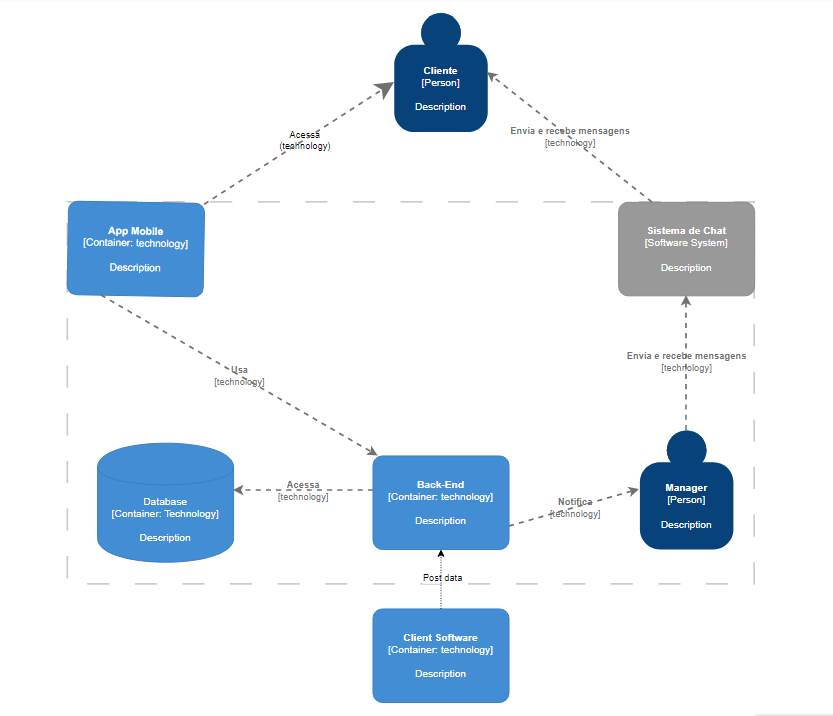 Cliente
[Person]
Description
Acessa
(technology)
Envia e recebe mensagens
[technology]
App Mobile
[Container: technology]
Description
Sistema de Chat
[Software System]
Description
Usa
[technology]
Envia e recebe mensagens
[technology]
Database
[Container: Technology]
Description
Acessa
[technology]
Back-End
[Container: technology]
Description
Notifica
[technology]
Manager
[Person]
Description
Post data
Client Software
[Container: technology]
Description